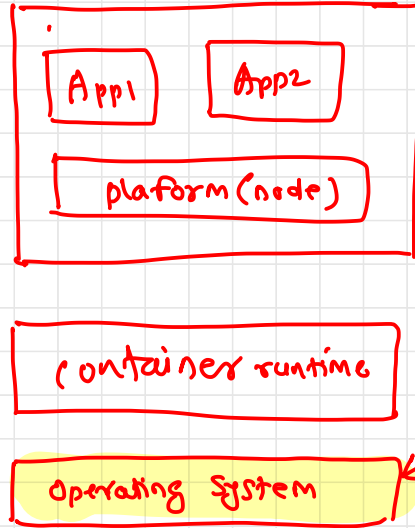 App1 App2
plaform (node)
container runtime
operating system